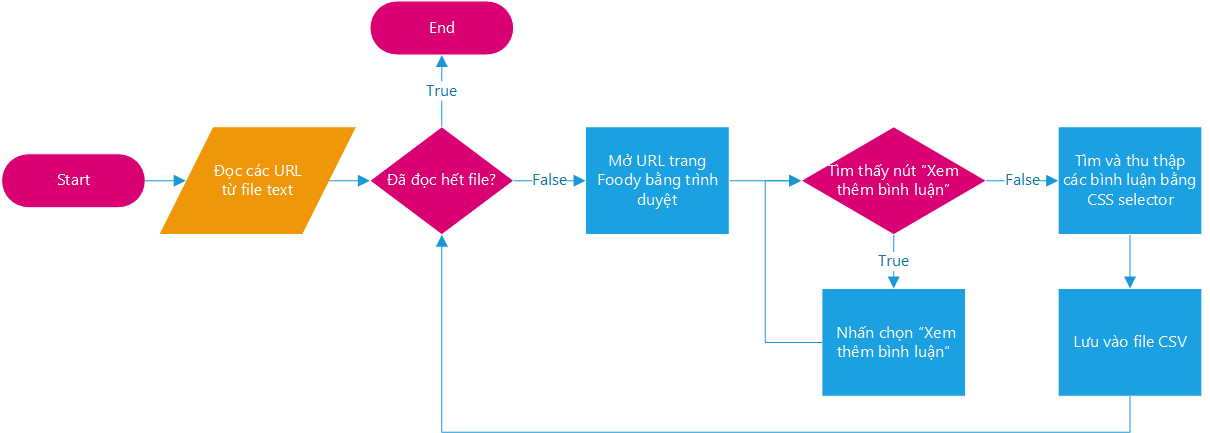 End
True
Start
Đọc các URL
từ file text
Đã đọc hết file?
False
Mở URL trang
Foody bằng trình
duyệt
Tìm thấy nút “Xem
thêm bình luận”
False
Tìm và thu thập
các bình luận bằng
CSS selector
True
Nhấn chọn “Xem
thêm bình luận”
Lưu vào file CSV